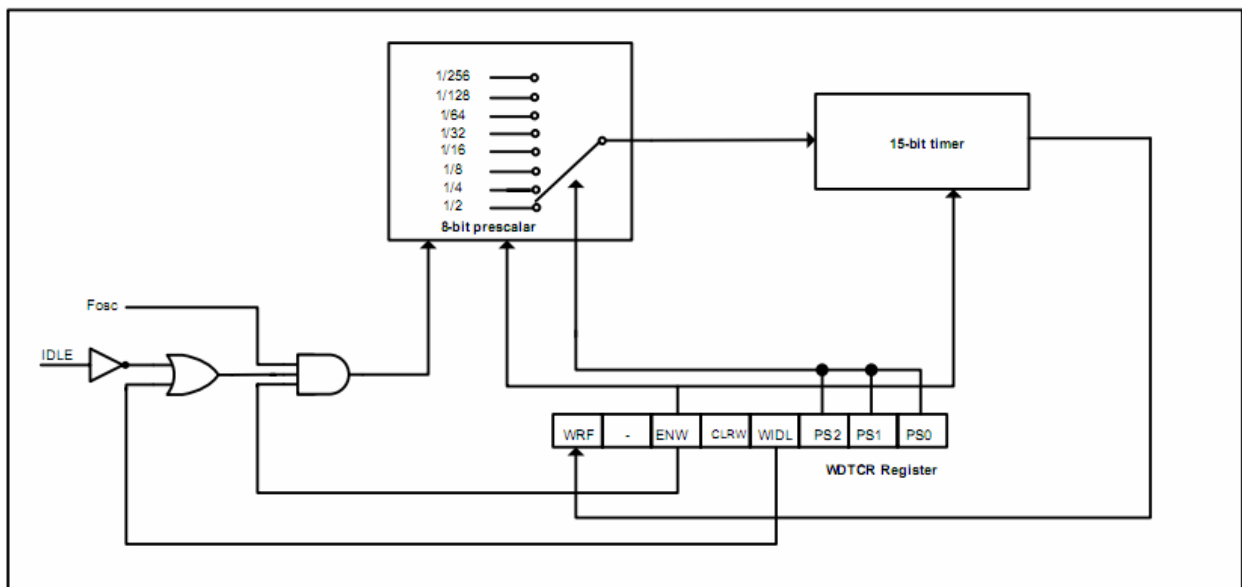 1/256
1/128
1/64
1/32
1/16
1/8
1/4
1/2
8-bit prescalar
15-bit timer
Fosc
IDLE
WRF - ENW CLRW WIDL PS2 PS1 PS0
WDTCR Register